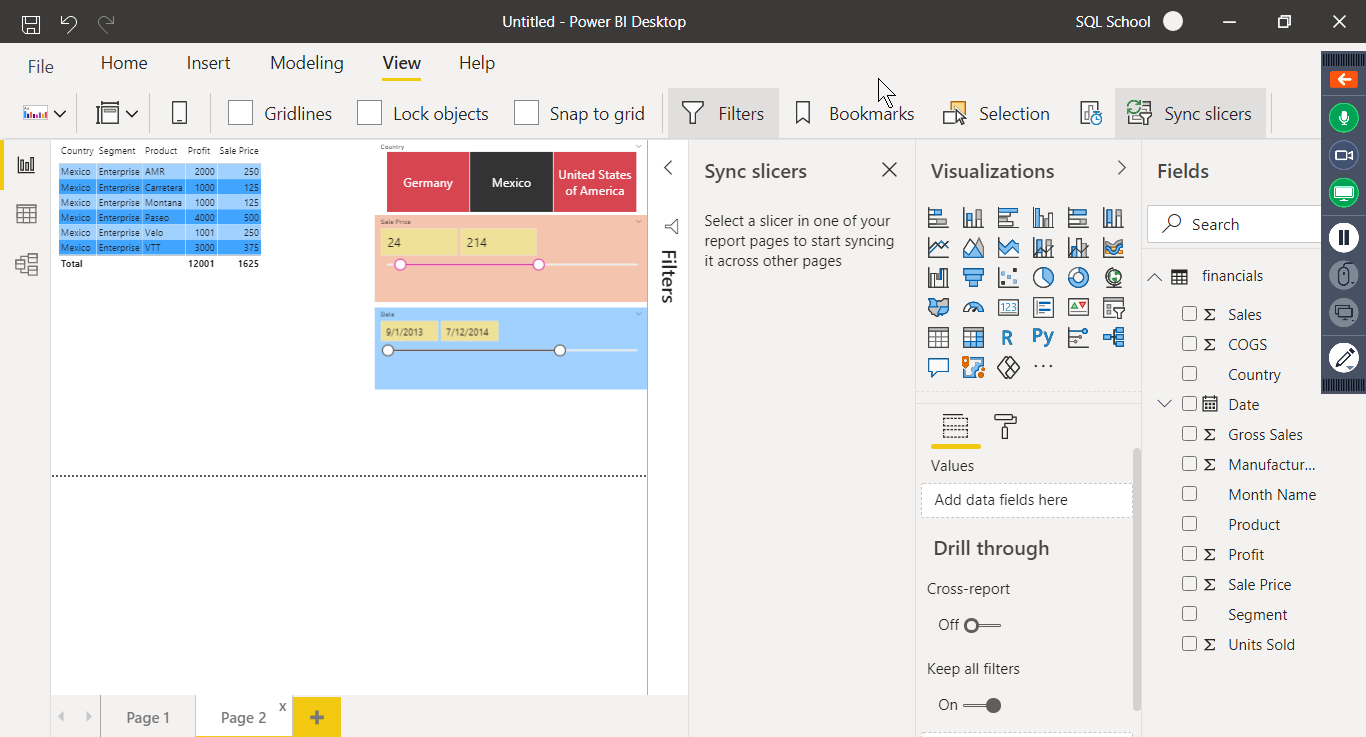 Untitled - Power BI Desktop
SQL School
File
Home
Insert
Modeling
View
Help
Gridlines
Lock objects
Snap to grid
Filters
Bookmarks
Selection
Sync slicers
Country Segment Product Profit Sale Price
Mexico Enterprise AMR 2000 250
Mexico Enterprise Carretera 1000 125
Mexico Enterprise Montana 1000 125
Mexico Enterprise Paseo 4000 500
Mexico Enterprise Velo 1001 250
Mexico Enterprise VTT 3000 375
Total 12001 1625
Country
Germany
Mexico
United States
of America
Sale Price
24
214
Date
9/1/2013
7/12/2014
Filters
Sync slicers
Select a slicer in one of your
report pages to start syncing
it across other pages
Visualizations
123
R
Py
Values
Add data fields here
Drill through
Cross-report
Off
Keep all filters
On
Fields
Search
financials
Σ Sales
Σ COGS
Country
Date
Σ Gross Sales
Σ Manufactur...
Month Name
Product
Σ Profit
Σ Sale Price
Segment
Σ Units Sold
Page 1
Page 2
x
+